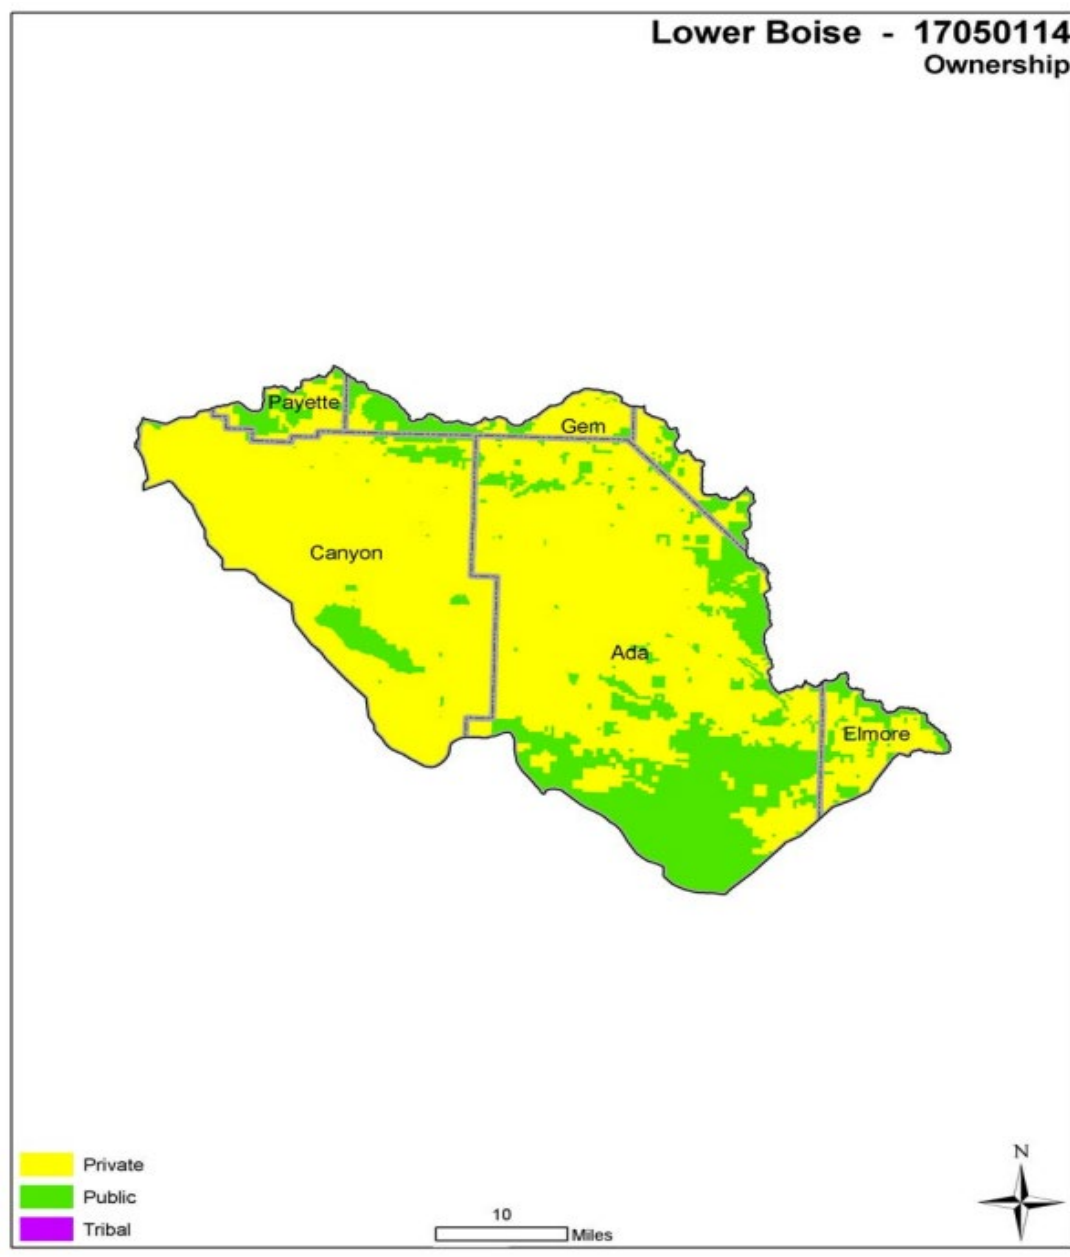 Lower Boise - 17050114
Ownership
Payette
Gem
Canyon
Ada
Elmore
Private
Public
Tribal
10
Miles
N